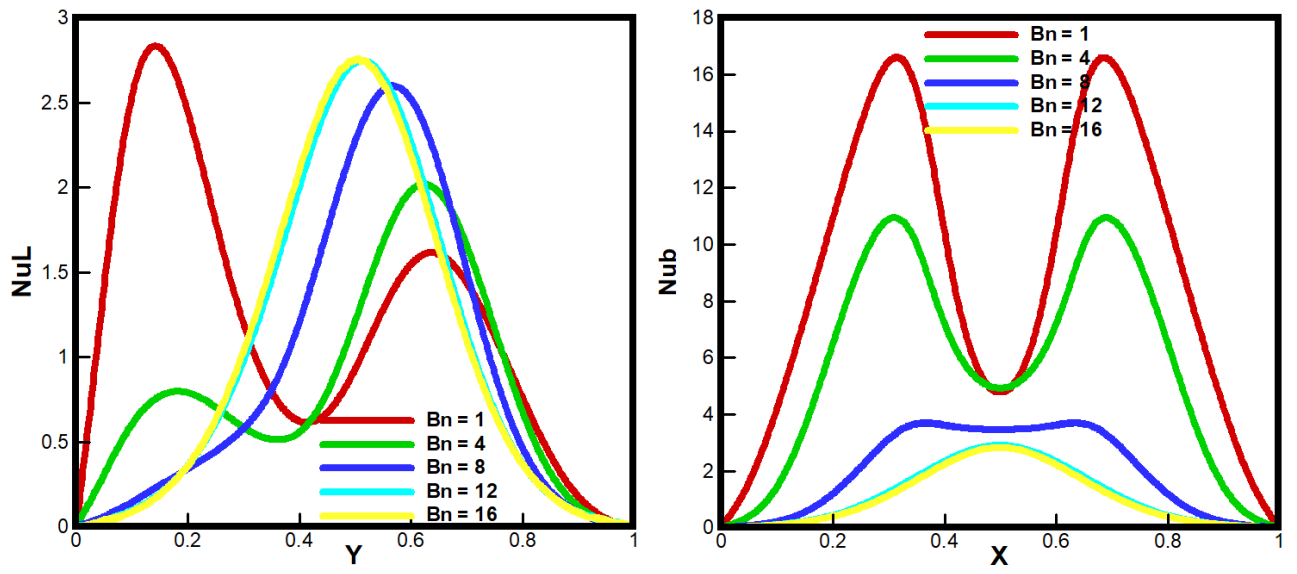 3
2.5
2
1.5
1
0.5
0
NuL
Bn = 1
Bn = 4
Bn = 8
Bn = 12
Bn = 16
0 0.2 0.4 0.6 0.8 1
Y
18
16
14
12
10
8
6
4
2
0
Nub
Bn = 1
Bn = 4
Bn = 8
Bn = 12
Bn = 16
0 0.2 0.4 0.6 0.8 1
X